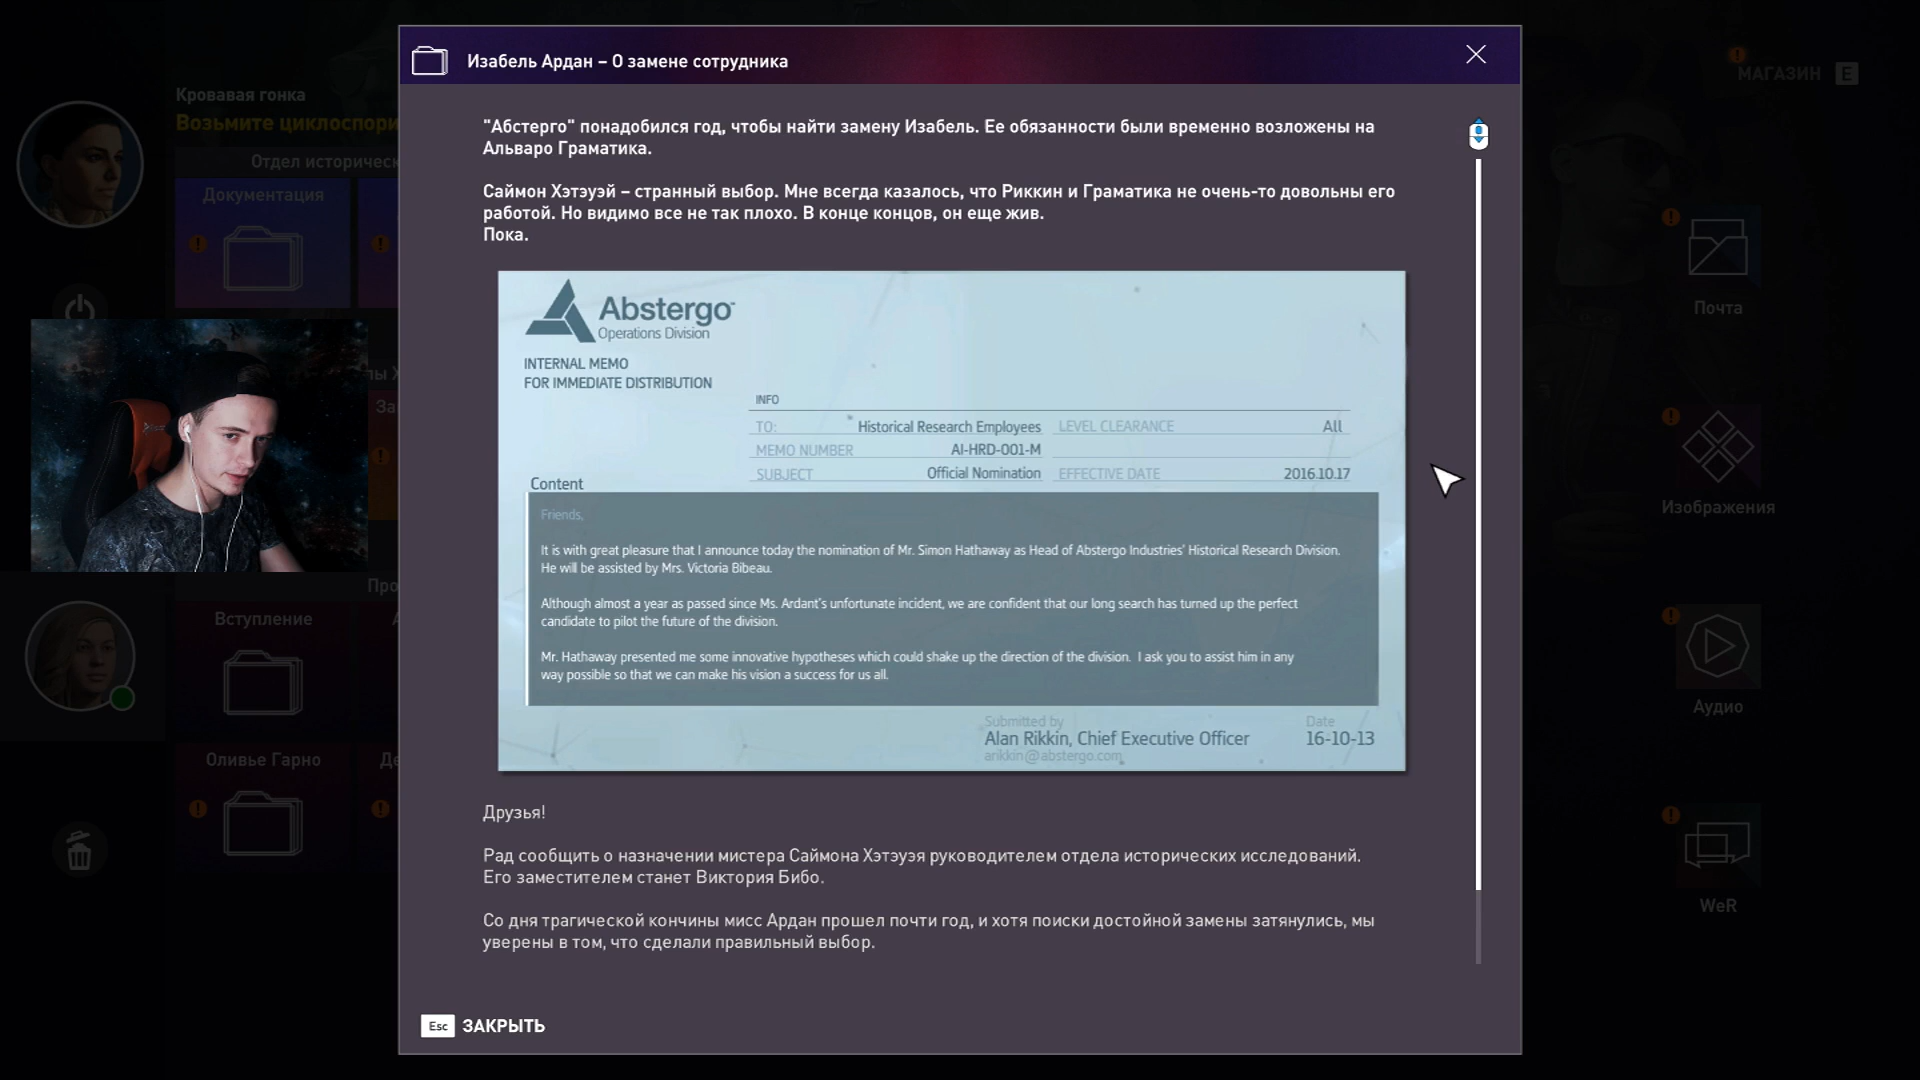 Изабель Ардан – О замене сотрудника
МАГАЗИН E
Кровавая гонка
Возьмите
Документация
"Абстерго" понадобился год, чтобы найти замену Изабель. Ее обязанности были временно возложены на
Альваро Граматика.
Саймон Хэтэуэй – странный выбор. Мне всегда казалось, что Риккин и Граматика не очень-то довольны его
работой. Но видимо все не так плохо. В конце концов, он еще жив.
Пока.
Abstergo™
Operations Division
INTERNAL MEMO
FOR IMMEDIATE DISTRIBUTION
INFO
TO: Historical Research Employees LEVEL CLEARANCE All
MEMO NUMBER AI-HRD-001-M
SUBJECT Official Nomination EFFECTIVE DATE 2016.10.17
Content
Friends,
It is with great pleasure that I announce today the nomination of Mr. Simon Hathaway as Head of Abstergo Industries' Historical Research Division.
He will be assisted by Mrs. Victoria Bibeau.
Although almost a year as passed since Ms. Ardant's unfortunate incident, we are confident that our long search has turned up the perfect
candidate to pilot the future of the division.
Mr. Hathaway presented me some innovative hypotheses which could shake up the direction of the division. I ask you to assist him in any
way possible so that we can make his vision a success for us all.
Submitted by Date
Alan Rikkin, Chief Executive Officer 16-10-13
arikkin@abstergo.com
Друзья!
Рад сообщить о назначении мистера Саймона Хэтэуэя руководителем отдела исторических исследований.
Его заместителем станет Виктория Бибо.
Со дня трагической кончины мисс Ардан прошел почти год, и хотя поиски достойной замены затянулись, мы
уверены в том, что сделали правильный выбор.
Esc ЗАКРЫТЬ
Вступление
Оливье Гарно
Почта
Изображения
Аудио
WeR